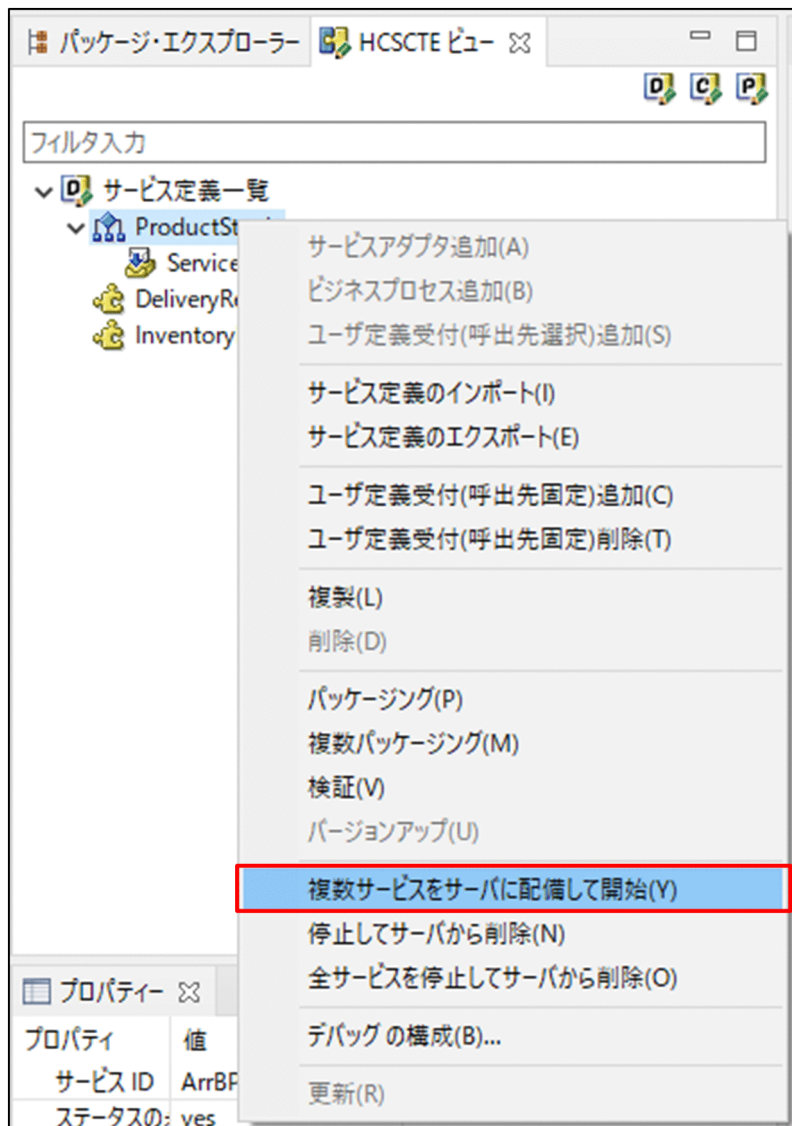 パッケージ・エクスプローラー HCSCTE ビュー
フィルタ入力
サービス定義一覧
ProductSt
Service
DeliveryRe
Inventory
サービスアダプタ追加(A)
ビジネスプロセス追加(B)
ユーザ定義受付(呼出先選択)追加(S)
サービス定義のインポート(I)
サービス定義のエクスポート(E)
ユーザ定義受付(呼出先固定)追加(C)
ユーザ定義受付(呼出先固定)削除(T)
複製(L)
削除(D)
パッケージング(P)
複数パッケージング(M)
検証(V)
バージョンアップ(U)
複数サービスをサーバに配備して開始(Y)
停止してサーバから削除(N)
全サービスを停止してサーバから削除(O)
デバッグ の構成(B)...
更新(R)
プロパティー
プロパティ 値
サービス ID ArrBP
ステータスの yes